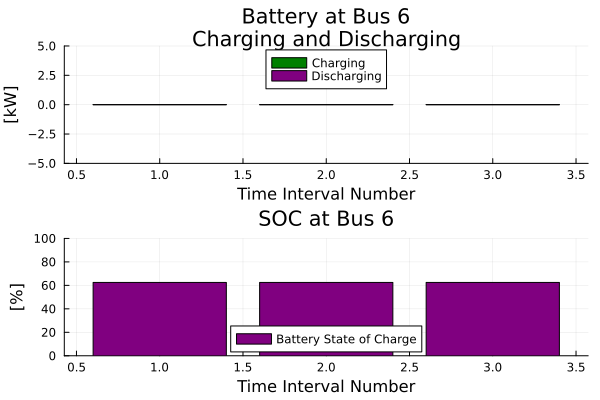 Battery at Bus 6
Charging and Discharging
5.0
2.5
0.0
−2.5
−5.0
[kW]
Charging
Discharging
0.5 1.0 1.5 2.0 2.5 3.0 3.5
Time Interval Number
SOC at Bus 6
100
80
60
40
20
0
[%]
Battery State of Charge
0.5 1.0 1.5 2.0 2.5 3.0 3.5
Time Interval Number